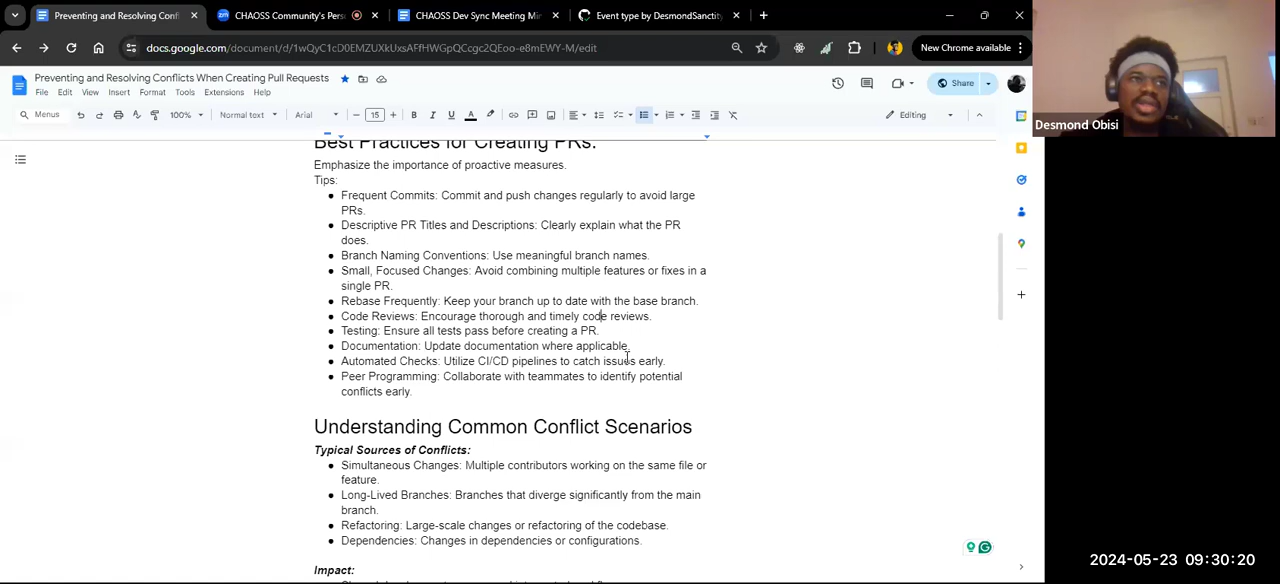 Preventing and Resolving Confl
CHAOSS Community's Pers
CHAOSS Dev Sync Meeting Min
Event type by DesmondSanctity
docs.google.com/document/d/1wQyC1cD0EMZUXkUxsAFfHWGpQCcgc2QEoo-e8mEWY-M/edit
New Chrome available
Preventing and Resolving Conflicts When Creating Pull Requests
File Edit View Insert Format Tools Extensions Help
Share
Menus
100%
Normal text
Arial
15
Editing
Best Practices for Creating PRs:
Emphasize the importance of proactive measures.
Tips:
Frequent Commits: Commit and push changes regularly to avoid large
PRs.
Descriptive PR Titles and Descriptions: Clearly explain what the PR
does.
Branch Naming Conventions: Use meaningful branch names.
Small, Focused Changes: Avoid combining multiple features or fixes in a
single PR.
Rebase Frequently: Keep your branch up to date with the base branch.
Code Reviews: Encourage thorough and timely code reviews.
Testing: Ensure all tests pass before creating a PR.
Documentation: Update documentation where applicable.
Automated Checks: Utilize CI/CD pipelines to catch issues early.
Peer Programming: Collaborate with teammates to identify potential
conflicts early.
Understanding Common Conflict Scenarios
Typical Sources of Conflicts:
Simultaneous Changes: Multiple contributors working on the same file or
feature.
Long-Lived Branches: Branches that diverge significantly from the main
branch.
Refactoring: Large-scale changes or refactoring of the codebase.
Dependencies: Changes in dependencies or configurations.
Impact:
Desmond Obisi
2024-05-23 09:30:20